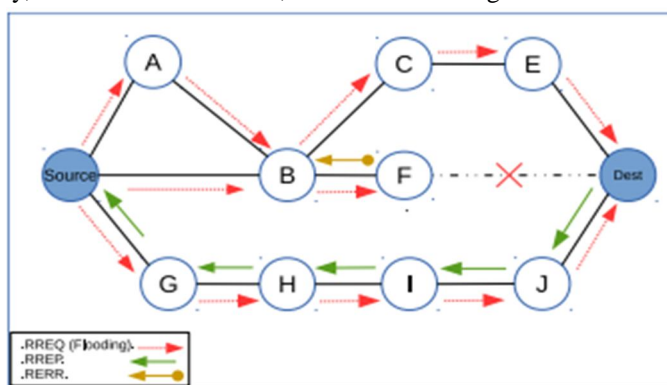 A
C
E
Source
B
F
Dest
G
H
I
J
.RREQ (Flooding).
.RREP.
.RERR.